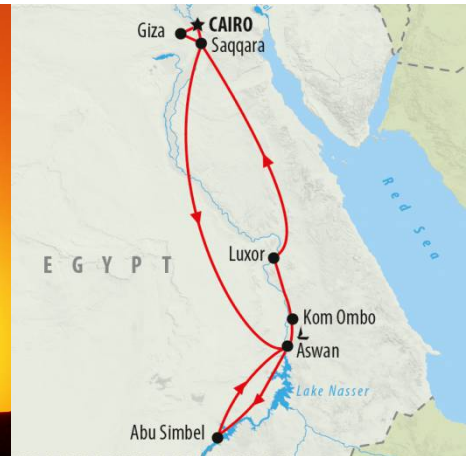 Giza
CAIRO
Saqqara
Red Sea
EGYPT
Luxor
Kom Ombo
Aswan
Lake Nasser
Abu Simbel